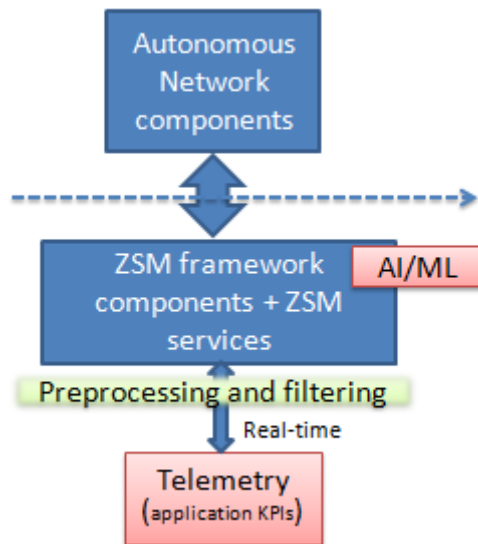 Autonomous
Network
components
ZSM framework
components + ZSM
services
AI/ML
Preprocessing and filtering
Real-time
Telemetry
(application KPIs)